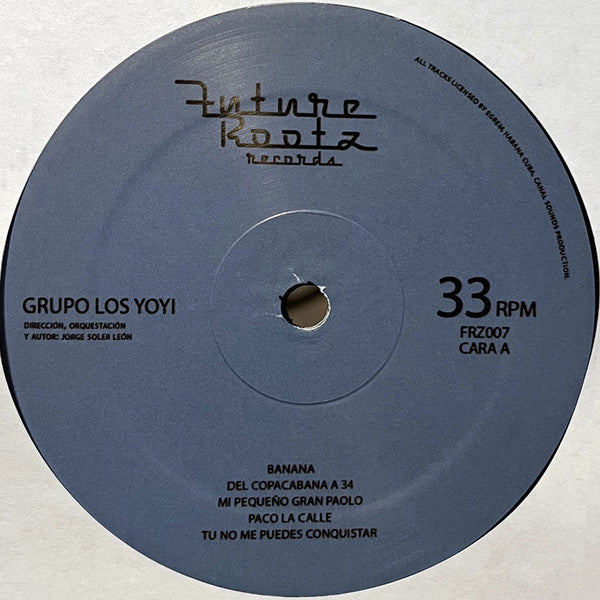 Future
Rootz
records
ALL TRACKS LICENSED BY EGREM, HABANA CUBA. CANAL SOUNDS PRODUCTION.
GRUPO LOS YOYI
DIRECCIÓN, ORQUESTACIÓN
Y AUTOR: JORGE SOLER LEÓN
33 RPM
FRZ007
CARA A
BANANA
DEL COPACABANA A 34
MI PEQUEÑO GRAN PAOLO
PACO LA CALLE
TU NO ME PUEDES CONQUISTAR